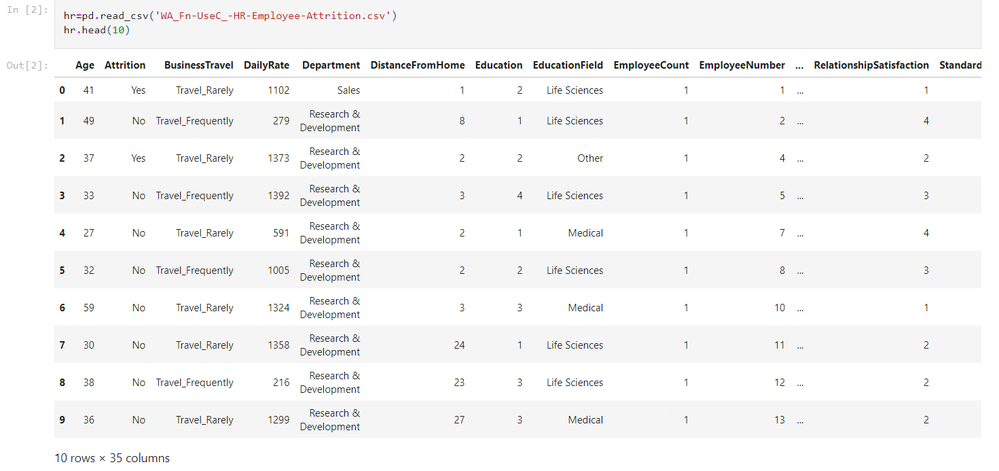 In [2]:
hr=pd.read_csv('WA_Fn-UseC_-HR-Employee-Attrition.csv')
hr.head(10)
Out[2]:
Age Attrition BusinessTravel DailyRate Department DistanceFromHome Education EducationField EmployeeCount EmployeeNumber ... RelationshipSatisfaction Standard
0 41 Yes Travel_Rarely 1102 Sales 1 2 Life Sciences 1 1 ... 1
1 49 No Travel_Frequently 279 Research & Development 8 1 Life Sciences 1 2 ... 4
2 37 Yes Travel_Rarely 1373 Research & Development 2 2 Other 1 4 ... 2
3 33 No Travel_Frequently 1392 Research & Development 3 4 Life Sciences 1 5 ... 3
4 27 No Travel_Rarely 591 Research & Development 2 1 Medical 1 7 ... 4
5 32 No Travel_Frequently 1005 Research & Development 2 2 Life Sciences 1 8 ... 3
6 59 No Travel_Rarely 1324 Research & Development 3 3 Medical 1 10 ... 1
7 30 No Travel_Rarely 1358 Research & Development 24 1 Life Sciences 1 11 ... 2
8 38 No Travel_Frequently 216 Research & Development 23 3 Life Sciences 1 12 ... 2
9 36 No Travel_Rarely 1299 Research & Development 27 3 Medical 1 13 ... 2
10 rows × 35 columns